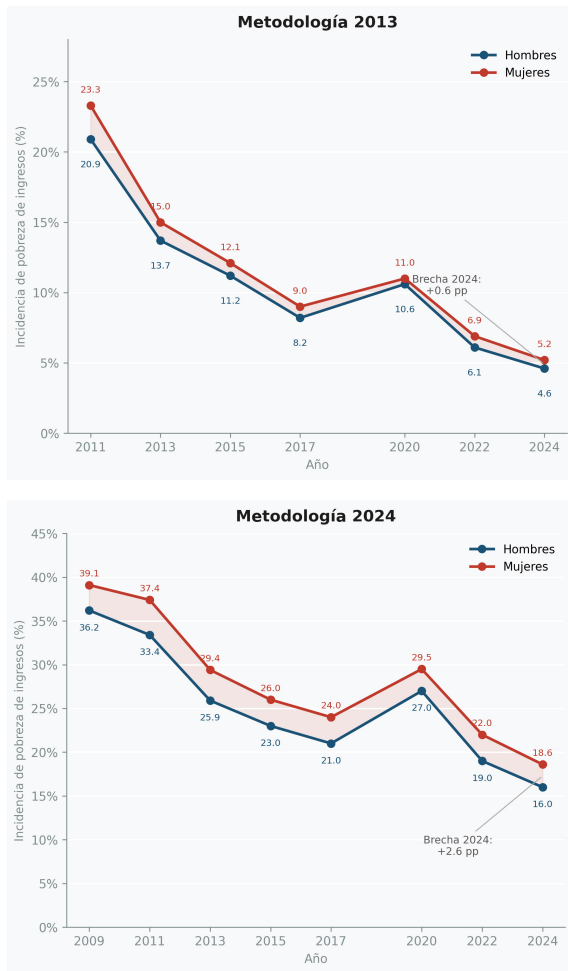 Metodología 2013
Hombres
Mujeres
Incidencia de pobreza de ingresos (%)
25%
20%
15%
10%
5%
0%
23.3
15.0
12.1
9.0
11.0
6.9
5.2
20.9
13.7
11.2
8.2
10.6
6.1
4.6
Brecha 2024:
+0.6 pp
2011 2013 2015 2017 2020 2022 2024
Año
Metodología 2024
Hombres
Mujeres
Incidencia de pobreza de ingresos (%)
45%
40%
35%
30%
25%
20%
15%
10%
5%
0%
39.1
37.4
29.4
26.0
24.0
29.5
22.0
18.6
36.2
33.4
25.9
23.0
21.0
27.0
19.0
16.0
Brecha 2024:
+2.6 pp
2009 2011 2013 2015 2017 2020 2022 2024
Año